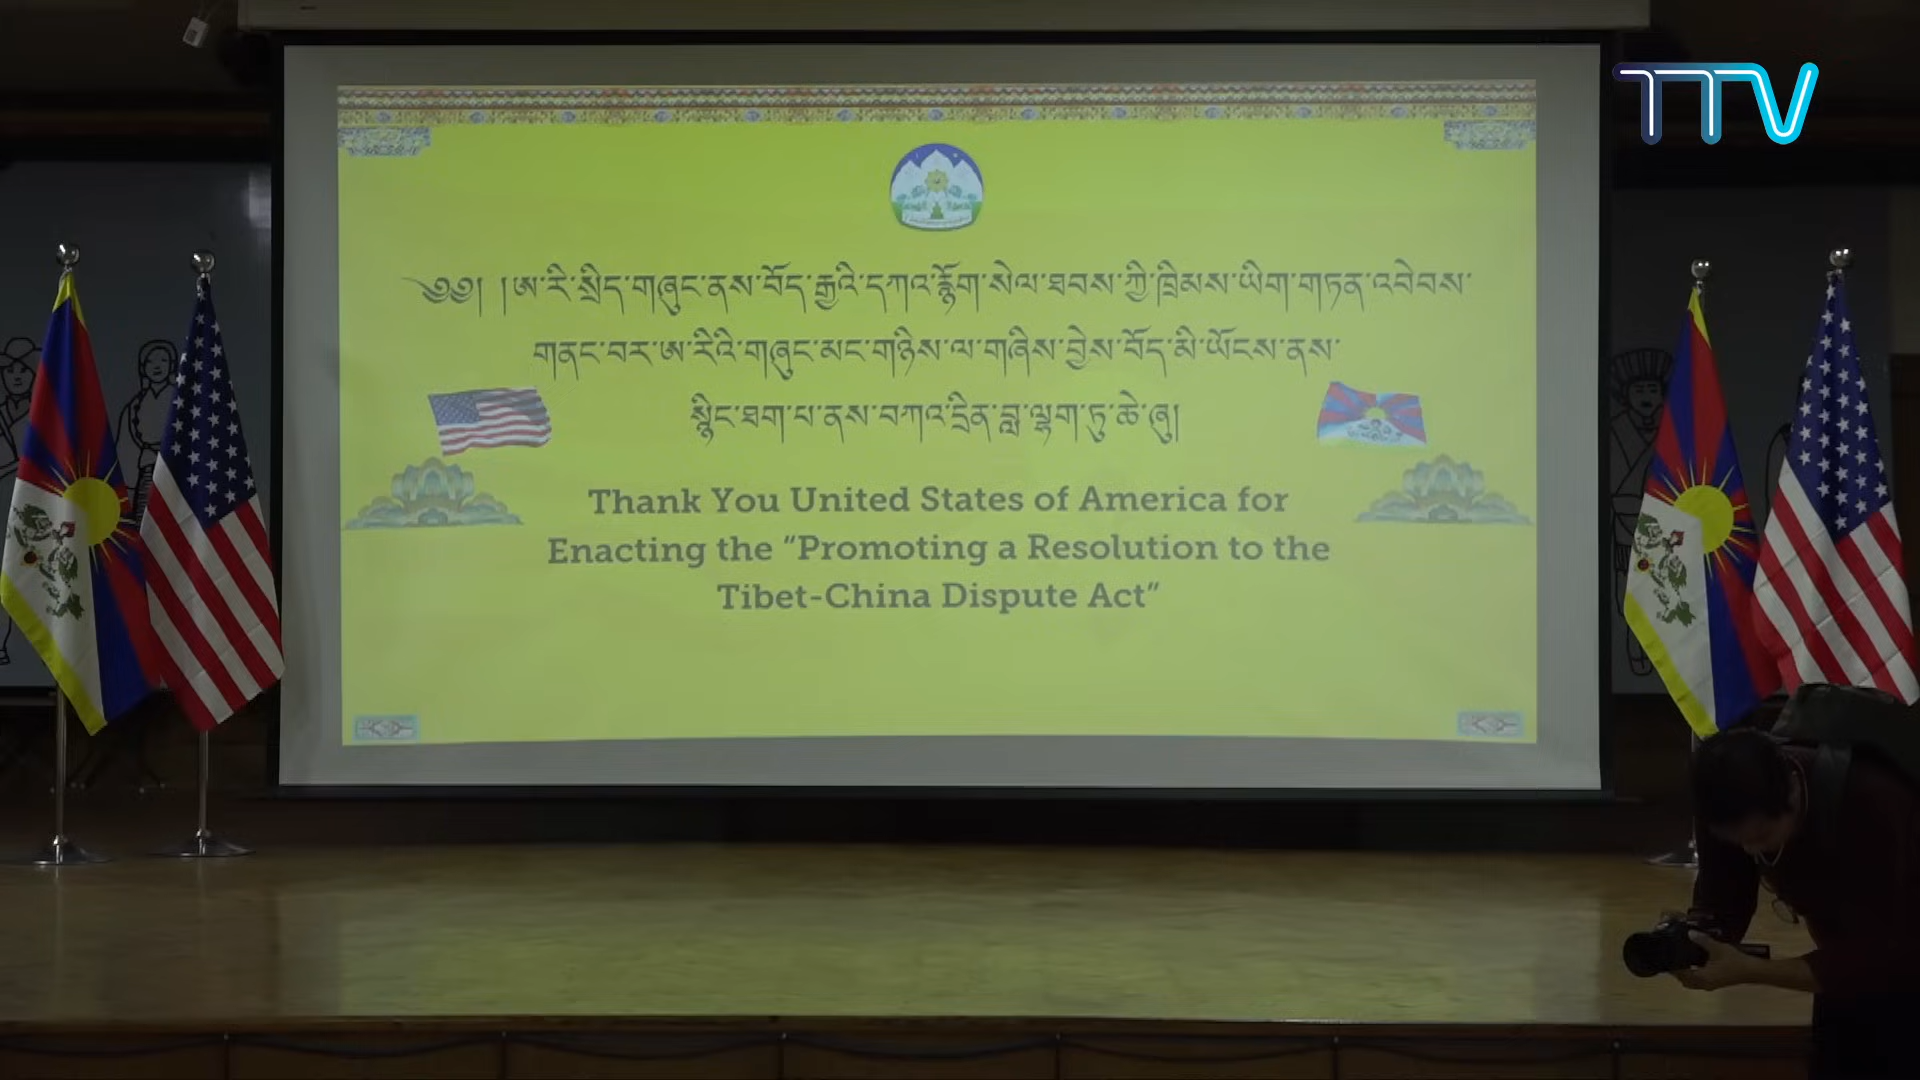 TTV
༄༅། །ཨ་རི་སྲིད་གཞུང་ནས་བོད་རྒྱའི་དཀའ་རྙོག་སེལ་ཐབས་ཀྱི་ཁྲིམས་ཡིག་གཏན་འབེབས་
གནང་བར་ཨ་རིའི་གཞུང་མང་གཉིས་ལ་གཞིས་བྱེས་བོད་མི་ཡོངས་ནས་
སྙིང་ཐག་པ་ནས་བཀའ་དྲིན་བླ་ལྷག་ཏུ་ཆེ་ཞུ།
Thank You United States of America for
Enacting the “Promoting a Resolution to the
Tibet-China Dispute Act”